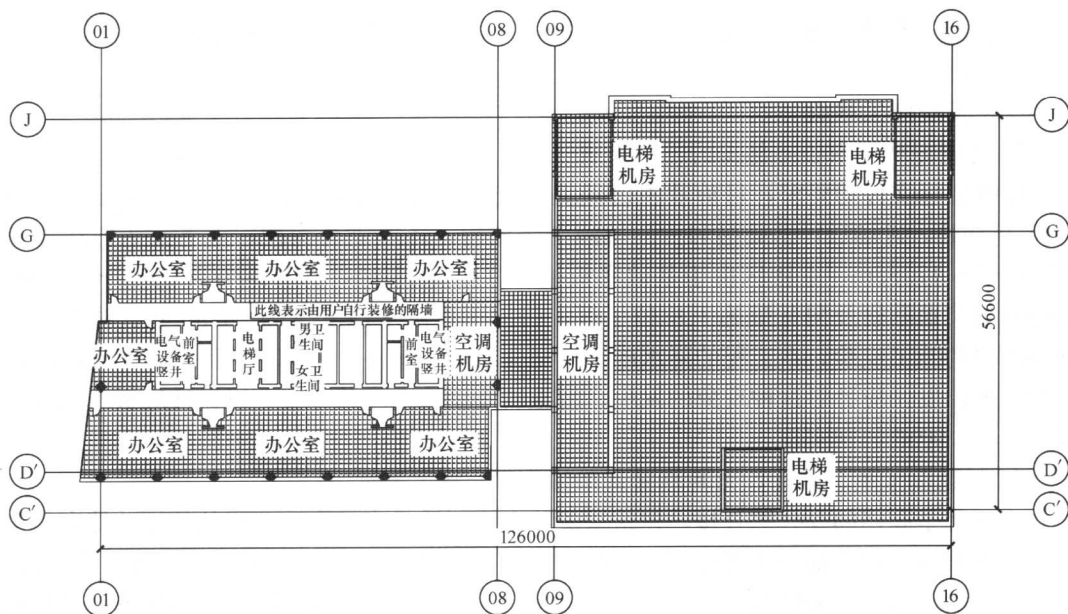 01
08
09
16
J
J
电梯
机房
电梯
机房
G
G
办公室
办公室
办公室
此线表示由用户自行装修的隔墙
56600
办公室
电气
设备
竖井
前
室
电
梯
厅
男卫
生间
女卫
生间
前
室
电气
设备
竖井
空调
机房
空调
机房
办公室
办公室
办公室
电梯
机房
D′
D′
C′
C′
126000
01
08
09
16